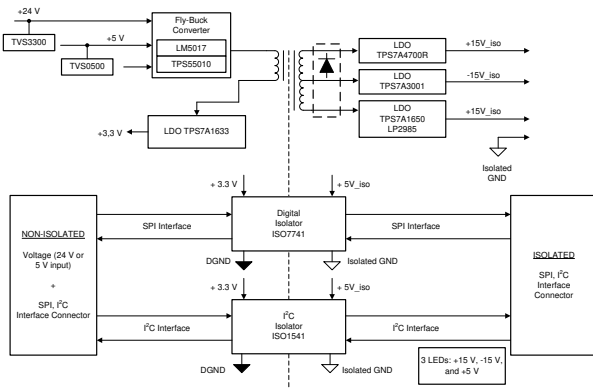 +24 V
TVS3300
+5 V
TVS0500
Fly-Buck
Converter
LM5017
TPS55010
LDO
TPS7A4700R
+15V_iso
LDO
TPS7A3001
-15V_iso
LDO
TPS7A1650
LP2985
+15V_iso
+3,3 V
LDO TPS7A1633
Isolated
GND
NON-ISOLATED
Voltage (24 V or
5 V input)
+
SPI, I²C
Interface Connector
+ 3.3 V
+ 5V_iso
SPI Interface
Digital
Isolator
ISO7741
SPI Interface
DGND
Isolated GND
+ 3.3 V
+ 5V_iso
I²C Interface
I²C
Isolator
ISO1541
I²C Interface
DGND
Isolated GND
ISOLATED
SPI, I²C
Interface
Connector
3 LEDs: +15 V, -15 V,
and +5 V